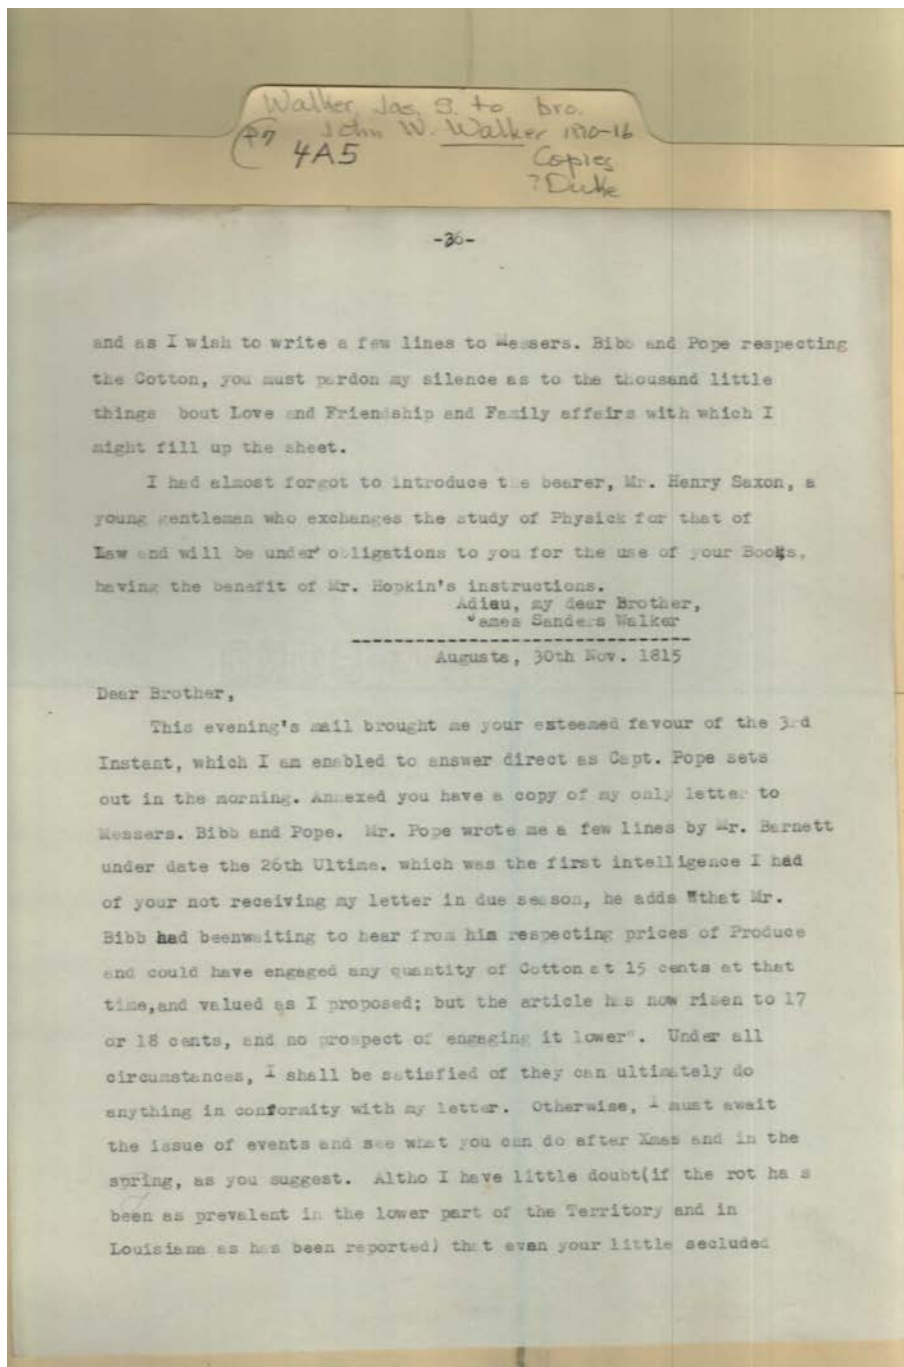 Walker, Jas. S. to bro.
John W. Walker 1810-16
P7
4A5
Copies
?Duke
-36-
and as I wish to write a few lines to Messers. Bibb and Pope respecting
the Cotton, you must pardon my silence as to the thousand little
things bout Love and Friendship and Family affairs with which I
might fill up the sheet.
I had almost forgot to introduce the bearer, Mr. Henry Saxon, a
young gentleman who exchanges the study of Physick for that of
Law and will be under obligations to you for the use of your Books,
having the benefit of Mr. Hopkin's instructions.
Adieu, my dear Brother,
James Sanders Walker
Augusta, 30th Nov. 1815
Dear Brother,
This evening's mail brought me your esteemed favour of the 3rd
Instant, which I am enabled to answer direct as Capt. Pope sets
out in the morning. Annexed you have a copy of my only letter to
Messers. Bibb and Pope. Mr. Pope wrote me a few lines by Mr. Barnett
under date the 26th Ultime. which was the first intelligence I had
of your not receiving my letter in due season, he adds "that Mr.
Bibb had beenwaiting to hear from him respecting prices of Produce
and could have engaged any quantity of Cotton at 15 cents at that
time,and valued as I proposed; but the article has now risen to 17
or 18 cents, and no prospect of engaging it lower". Under all
circumstances, I shall be satisfied of they can ultimately do
anything in conformity with my letter. Otherwise, I must await
the issue of events and see what you can do after Xmas and in the
spring, as you suggest. Altho I have little doubt(if the rot ha s
been as prevalent in the lower part of the Territory and in
Louisiana as has been reported) that even your little secluded